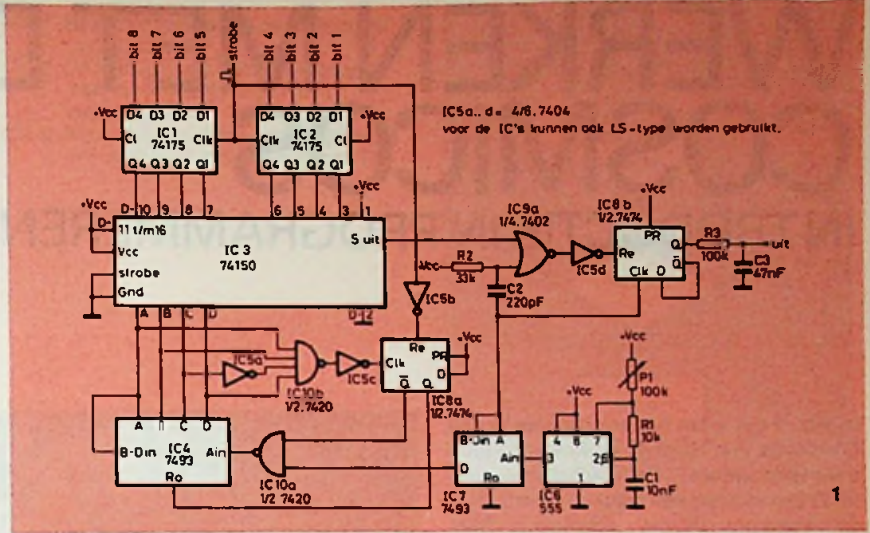 bit 8 bit 7 bit 6 bit 5 strobe bit 4 bit 3 bit 2 bit 1
D4 D3 D2 D1
+Vcc
IC1
74175
Cl
Clk
Q4 Q3 Q2 Q1
D4 D3 D2 D1
+Vcc
IC2
74175
Clk
Cl
Q4 Q3 Q2 Q1
IC5a.. d= 4/6.7404
voor de IC's kunnen ook LS-type worden gebruikt.
D-10 9 8 7 6 5 4 3 1
+Vcc
+Vcc
D-
11 t/m16
Vcc
strobe
Gnd
IC 3
74150
S uit
A B C D
D-12
IC9a
1/4.7402
+Vcc
R2
33k
C2
220pF
IC5d
IC8b
1/2.7474
+Vcc
PR
Re
Q
Q̅
Clk D
R3
100k
uit
C3
47nF
IC5b
IC5a
IC10b
1/2.7420
IC5c
+Vcc
Re
PR
Clk
D
Q̅ Q
IC8a
1/2.7474
A B C D
IC4
7493
B-Din
Ain
Ro
IC10a
1/2 7420
B-Din A
D
Ain
Ro
IC7
7493
+Vcc
4 8 7
3
2 6
1
IC6
555
+Vcc
P1
100k
R1
10k
C1
10nF
1